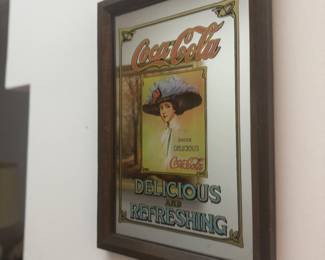 Coca-Cola
DRINK
DELICIOUS
Coca-Cola
DELICIOUS
AND
REFRESHING